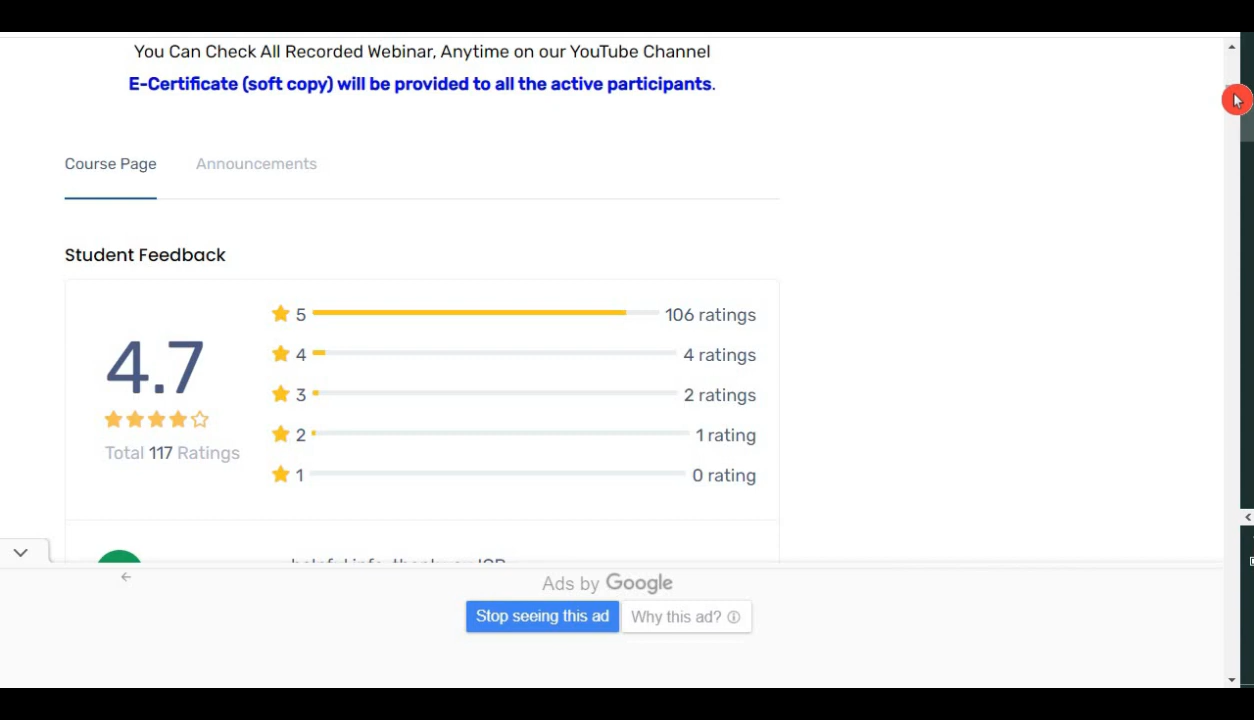 You Can Check All Recorded Webinar, Anytime on our YouTube Channel
E-Certificate (soft copy) will be provided to all the active participants.
Course Page
Announcements
Student Feedback
4.7
Total 117 Ratings
5 106 ratings
4 4 ratings
3 2 ratings
2 1 rating
1 0 rating
Ads by Google
Stop seeing this ad
Why this ad?